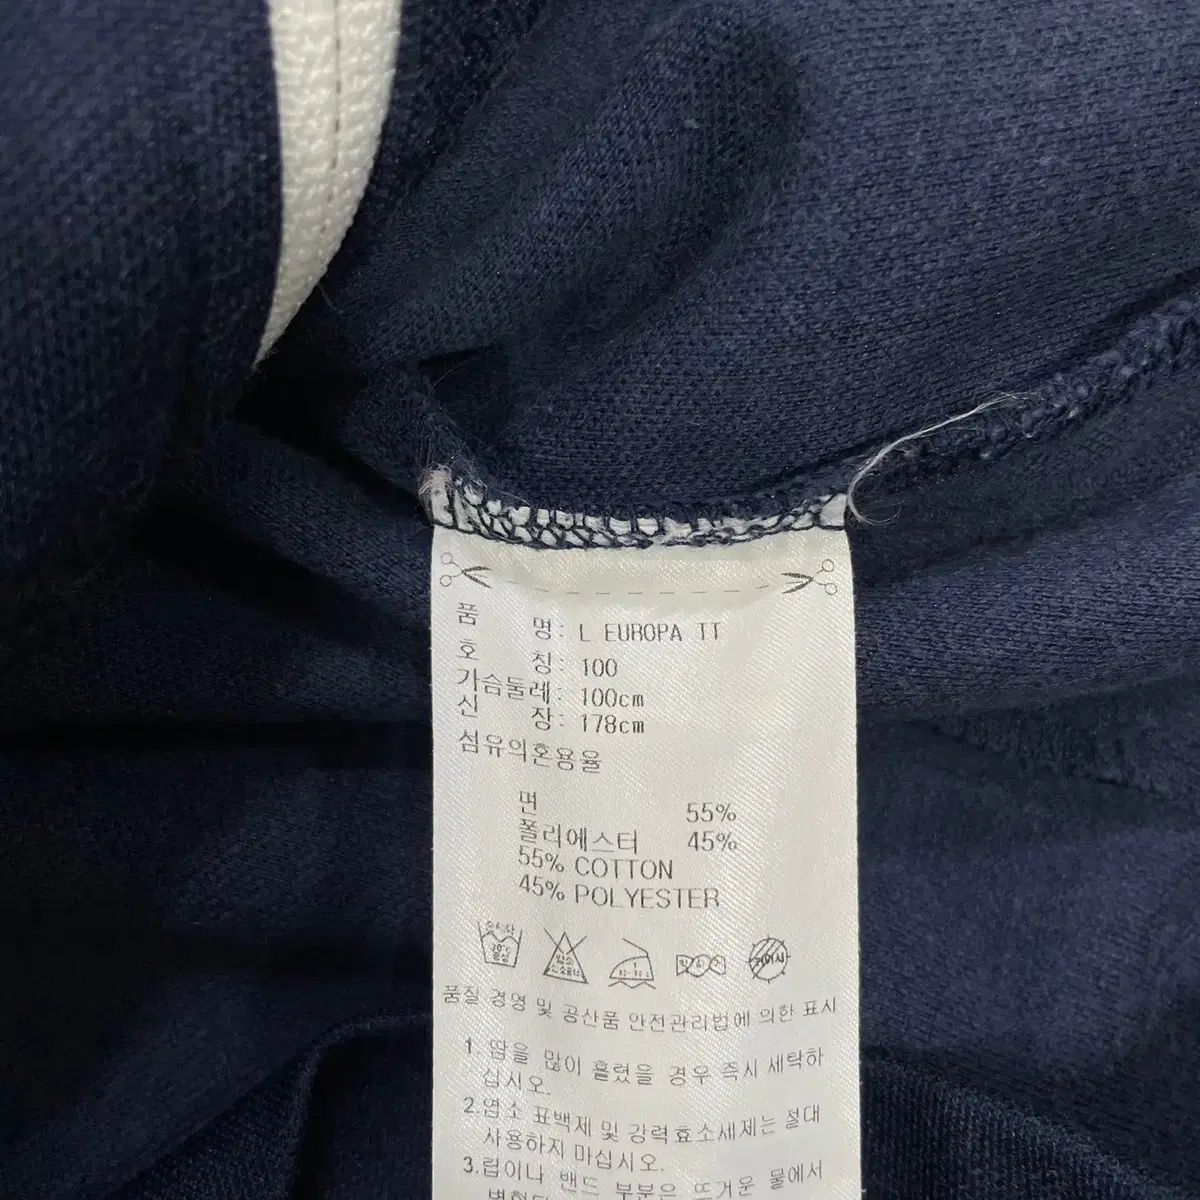 품 명: L EUROPA TT
호 칭: 100
가슴둘레: 100cm
신 장: 178cm
섬유의혼용율
면 55%
폴리에스터 45%
55% COTTON
45% POLYESTER
손세탁
품질 경영 및 공산품 안전관리법에 의한 표시
1. 땀을 많이 흘렸을 경우 즉시 세탁하
십시오.
2.염소 표백제 및 강력효소세제는 절대
사용하지 마십시오.
3.립이나 밴드 부분은 뜨거운 물에서